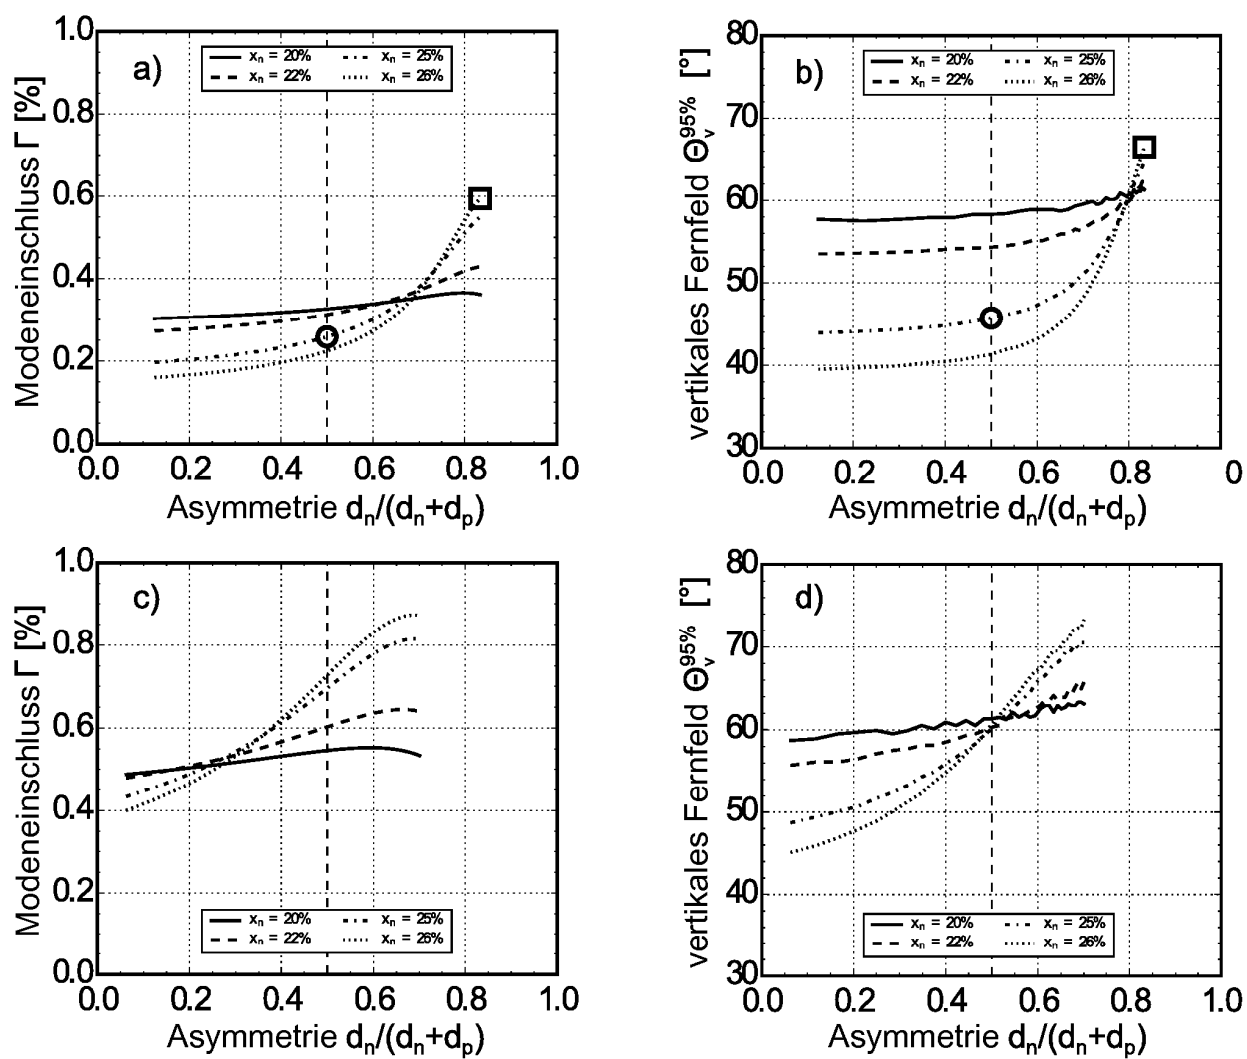 Modeneinschluss Γ [%]
1.0
0.8
0.6
0.4
0.2
0.0
a)
xn = 20% xn = 25%
xn = 22% xn = 26%
0.0 0.2 0.4 0.6 0.8 1.0
Asymmetrie dn/(dn+dp)
vertikales Fernfeld Θv95% [°]
80
70
60
50
40
30
b)
xn = 20% xn = 25%
xn = 22% xn = 26%
0.0 0.2 0.4 0.6 0.8 0
Asymmetrie dn/(dn+dp)
Modeneinschluss Γ [%]
1.0
0.8
0.6
0.4
0.2
0.0
c)
xn = 20% xn = 25%
xn = 22% xn = 26%
0.0 0.2 0.4 0.6 0.8 1.0
Asymmetrie dn/(dn+dp)
vertikales Fernfeld Θv95% [°]
80
70
60
50
40
30
d)
xn = 20% xn = 25%
xn = 22% xn = 26%
0.0 0.2 0.4 0.6 0.8 1.0
Asymmetrie dn/(dn+dp)